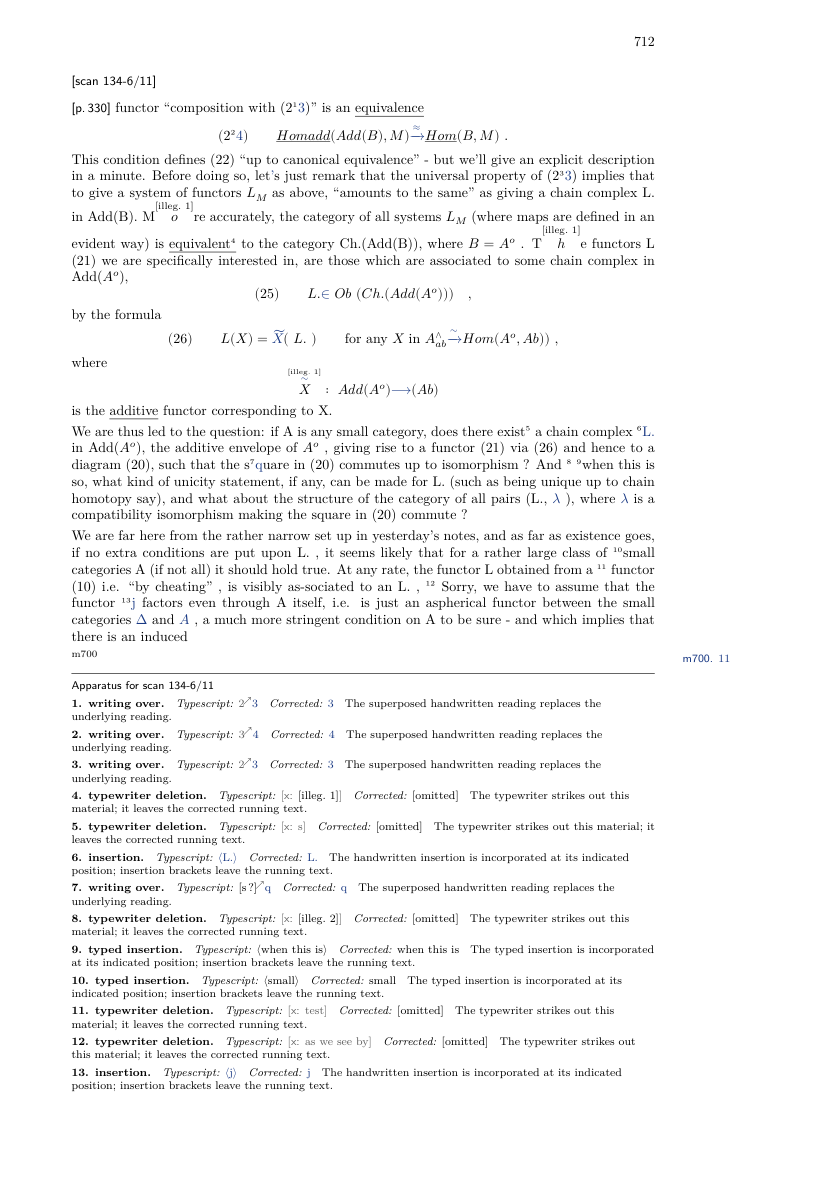 712
[scan 134-6/11]
[p. 330] functor “composition with (2¹3)” is an equivalence
(2²4) Homadd(Add(B), M) →≈ Hom(B, M) .
This condition defines (22) “up to canonical equivalence” - but we’ll give an explicit description
in a minute. Before doing so, let’s just remark that the universal property of (2³3) implies that
to give a system of functors L_M as above, “amounts to the same” as giving a chain complex L.
[illeg. 1]
in Add(B). M o re accurately, the category of all systems L_M (where maps are defined in an
[illeg. 1]
evident way) is equivalent⁴ to the category Ch.(Add(B)), where B = Aᵒ . T h e functors L
(21) we are specifically interested in, are those which are associated to some chain complex in
Add(Aᵒ),
(25) L.∈ Ob (Ch.(Add(Aᵒ))) ,
by the formula
(26) L(X) = X̃( L. ) for any X in A^∧_ab →∼ Hom(Aᵒ, Ab)) ,
where
[illeg. 1]
X̃ : Add(Aᵒ)⟶(Ab)
is the additive functor corresponding to X.
We are thus led to the question: if A is any small category, does there exist⁵ a chain complex ⁶L.
in Add(Aᵒ), the additive envelope of Aᵒ , giving rise to a functor (21) via (26) and hence to a
diagram (20), such that the s⁷quare in (20) commutes up to isomorphism ? And ⁸ ⁹when this is
so, what kind of unicity statement, if any, can be made for L. (such as being unique up to chain
homotopy say), and what about the structure of the category of all pairs (L., λ ), where λ is a
compatibility isomorphism making the square in (20) commute ?
We are far here from the rather narrow set up in yesterday’s notes, and as far as existence goes,
if no extra conditions are put upon L. , it seems likely that for a rather large class of ¹⁰small
categories A (if not all) it should hold true. At any rate, the functor L obtained from a ¹¹ functor
(10) i.e. “by cheating” , is visibly as-sociated to an L. , ¹² Sorry, we have to assume that the
functor ¹³j factors even through A itself, i.e. is just an aspherical functor between the small
categories Δ and A , a much more stringent condition on A to be sure - and which implies that
there is an induced
m700
m700. 11
Apparatus for scan 134-6/11
1. writing over. Typescript: 2↗3 Corrected: 3 The superposed handwritten reading replaces the
underlying reading.
2. writing over. Typescript: 3↗4 Corrected: 4 The superposed handwritten reading replaces the
underlying reading.
3. writing over. Typescript: 2↗3 Corrected: 3 The superposed handwritten reading replaces the
underlying reading.
4. typewriter deletion. Typescript: [x: [illeg. 1]] Corrected: [omitted] The typewriter strikes out this
material; it leaves the corrected running text.
5. typewriter deletion. Typescript: [x: s] Corrected: [omitted] The typewriter strikes out this material; it
leaves the corrected running text.
6. insertion. Typescript: ⟨L.⟩ Corrected: L. The handwritten insertion is incorporated at its indicated
position; insertion brackets leave the running text.
7. writing over. Typescript: [s ?]↗q Corrected: q The superposed handwritten reading replaces the
underlying reading.
8. typewriter deletion. Typescript: [x: [illeg. 2]] Corrected: [omitted] The typewriter strikes out this
material; it leaves the corrected running text.
9. typed insertion. Typescript: ⟨when this is⟩ Corrected: when this is The typed insertion is incorporated
at its indicated position; insertion brackets leave the running text.
10. typed insertion. Typescript: ⟨small⟩ Corrected: small The typed insertion is incorporated at its
indicated position; insertion brackets leave the running text.
11. typewriter deletion. Typescript: [x: test] Corrected: [omitted] The typewriter strikes out this
material; it leaves the corrected running text.
12. typewriter deletion. Typescript: [x: as we see by] Corrected: [omitted] The typewriter strikes out
this material; it leaves the corrected running text.
13. insertion. Typescript: ⟨j⟩ Corrected: j The handwritten insertion is incorporated at its indicated
position; insertion brackets leave the running text.